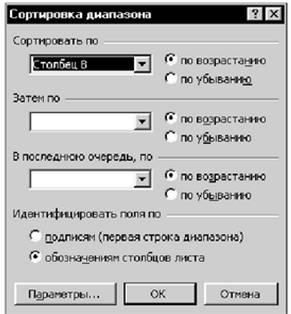 Сортировка диапазона
Сортировать по
Столбец B
по возрастанию
по убыванию
Затем по
по возрастанию
по убыванию
В последнюю очередь, по
по возрастанию
по убыванию
Идентифицировать поля по
подписям (первая строка диапазона)
обозначениям столбцов листа
Параметры...
ОК
Отмена